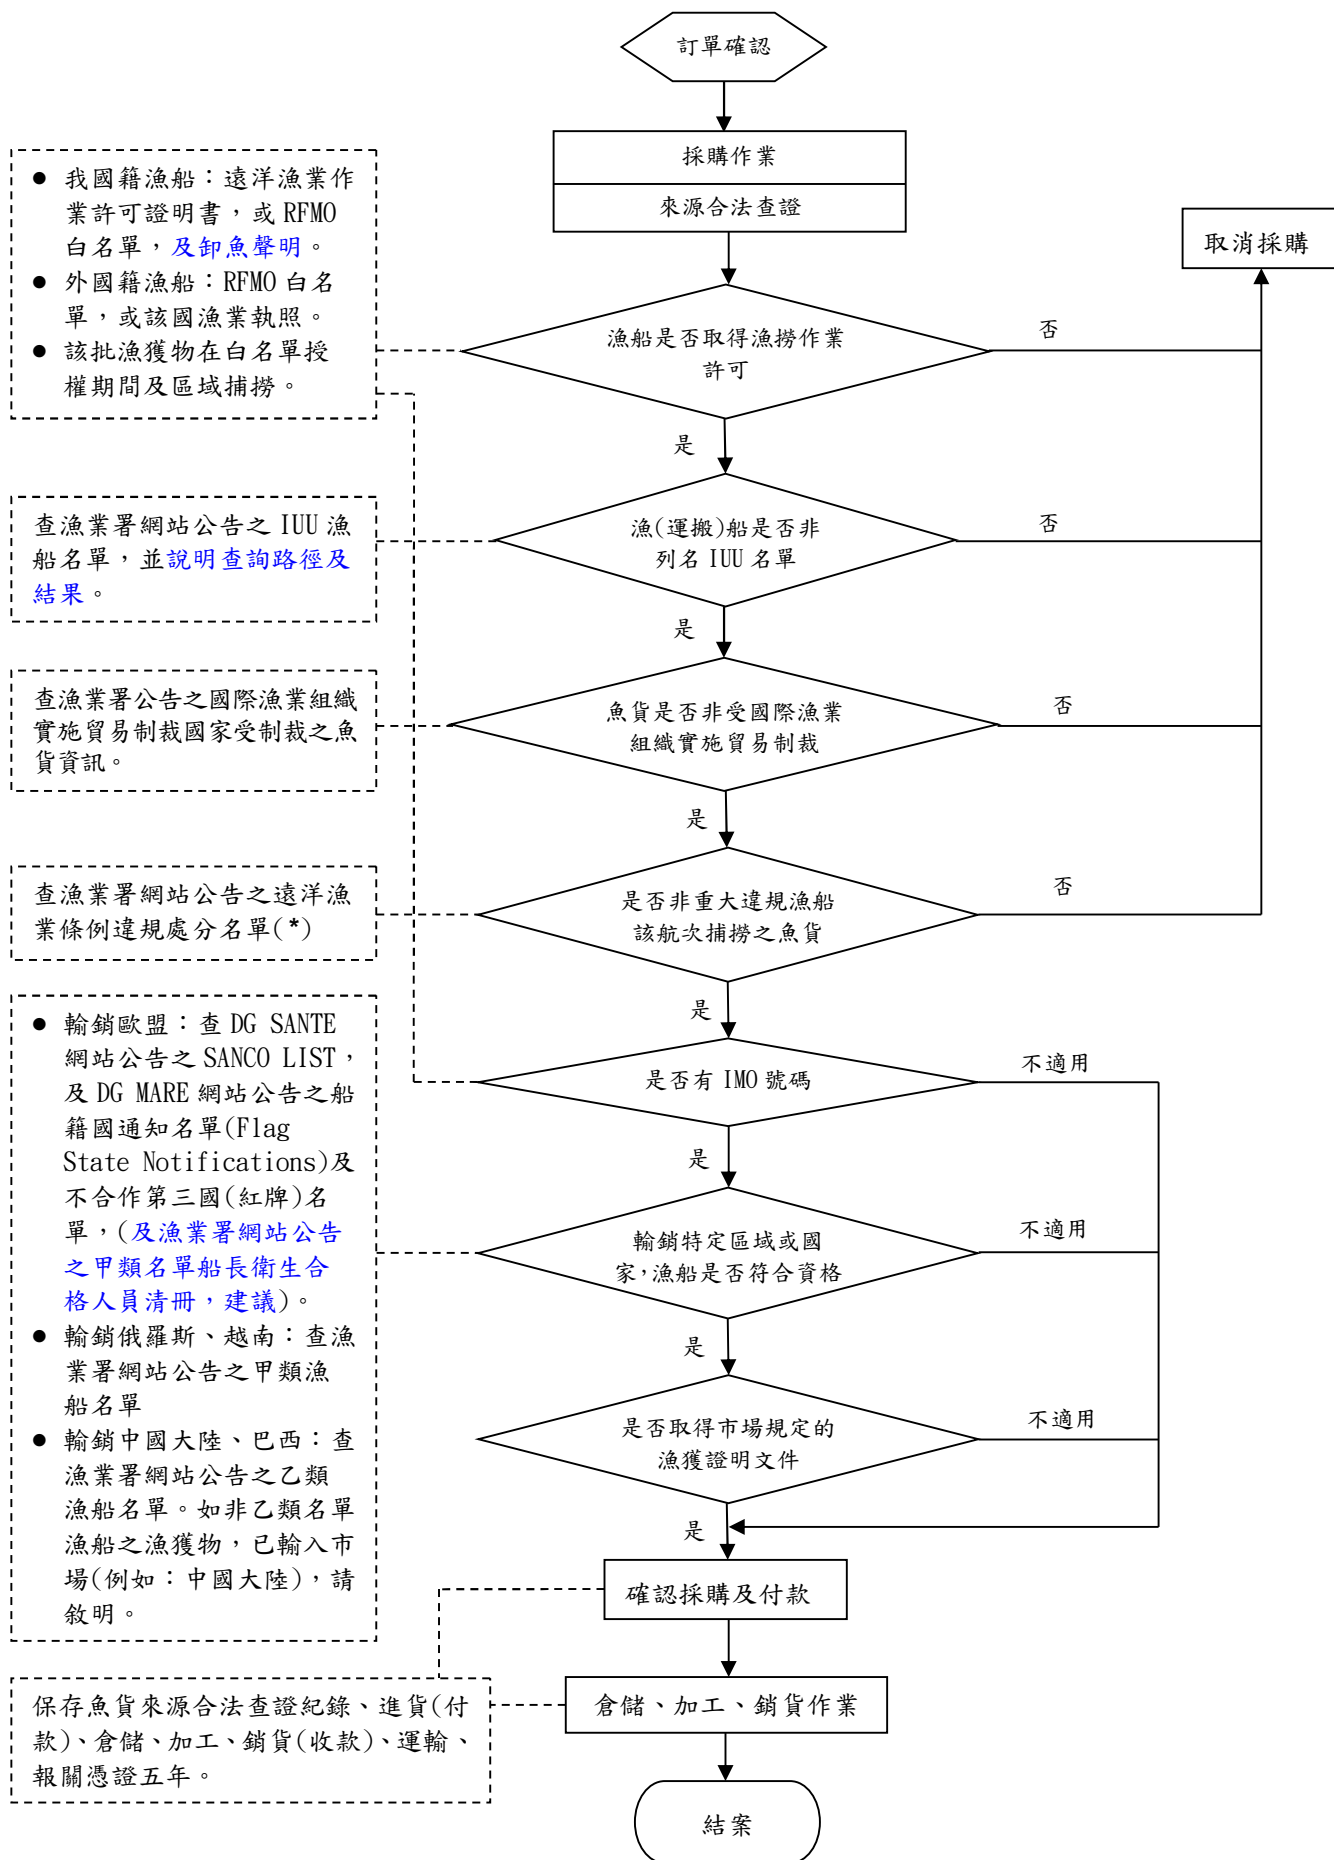 訂單確認
採購作業
來源合法查證
取消採購
● 我國籍漁船：遠洋漁業作
業許可證明書，或 RFMO
白名單，及卸魚聲明。
● 外國籍漁船：RFMO 白名
單，或該國漁業執照。
● 該批漁獲物在白名單授
權期間及區域捕撈。
漁船是否取得漁撈作業
許可
否
是
查漁業署網站公告之 IUU 漁
船名單，並說明查詢路徑及
結果。
漁(運搬)船是否非
列名 IUU 名單
否
是
查漁業署公告之國際漁業組織
實施貿易制裁國家受制裁之魚
貨資訊。
魚貨是否非受國際漁業
組織實施貿易制裁
否
是
查漁業署網站公告之遠洋漁
業條例違規處分名單(*)
是否非重大違規漁船
該航次捕撈之魚貨
否
是
● 輸銷歐盟：查 DG SANTE
網站公告之 SANCO LIST，
及 DG MARE 網站公告之船
籍國通知名單(Flag
State Notifications)及
不合作第三國(紅牌)名
單，(及漁業署網站公告
之甲類名單船長衛生合
格人員清冊，建議)。
● 輸銷俄羅斯、越南：查漁
業署網站公告之甲類漁
船名單
● 輸銷中國大陸、巴西：查
漁業署網站公告之乙類
漁船名單。如非乙類名單
漁船之漁獲物，已輸入市
場(例如：中國大陸)，請
敘明。
是否有 IMO 號碼
不適用
是
輸銷特定區域或國
家，漁船是否符合資格
不適用
是
是否取得市場規定的
漁獲證明文件
不適用
是
確認採購及付款
保存魚貨來源合法查證紀錄、進貨(付
款)、倉儲、加工、銷貨(收款)、運輸、
報關憑證五年。
倉儲、加工、銷貨作業
結案